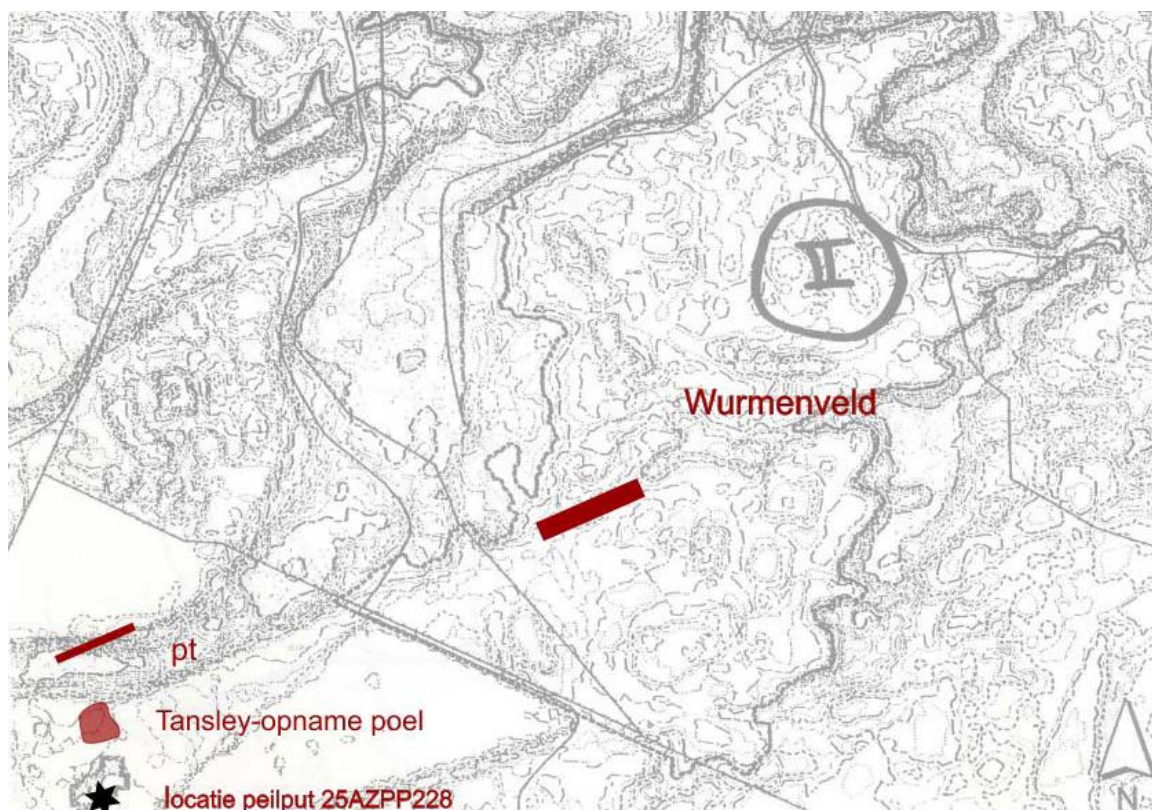 II
Wurmenveld
pt
Tansley-opname poel
locatie peilput 25AZPP228
N